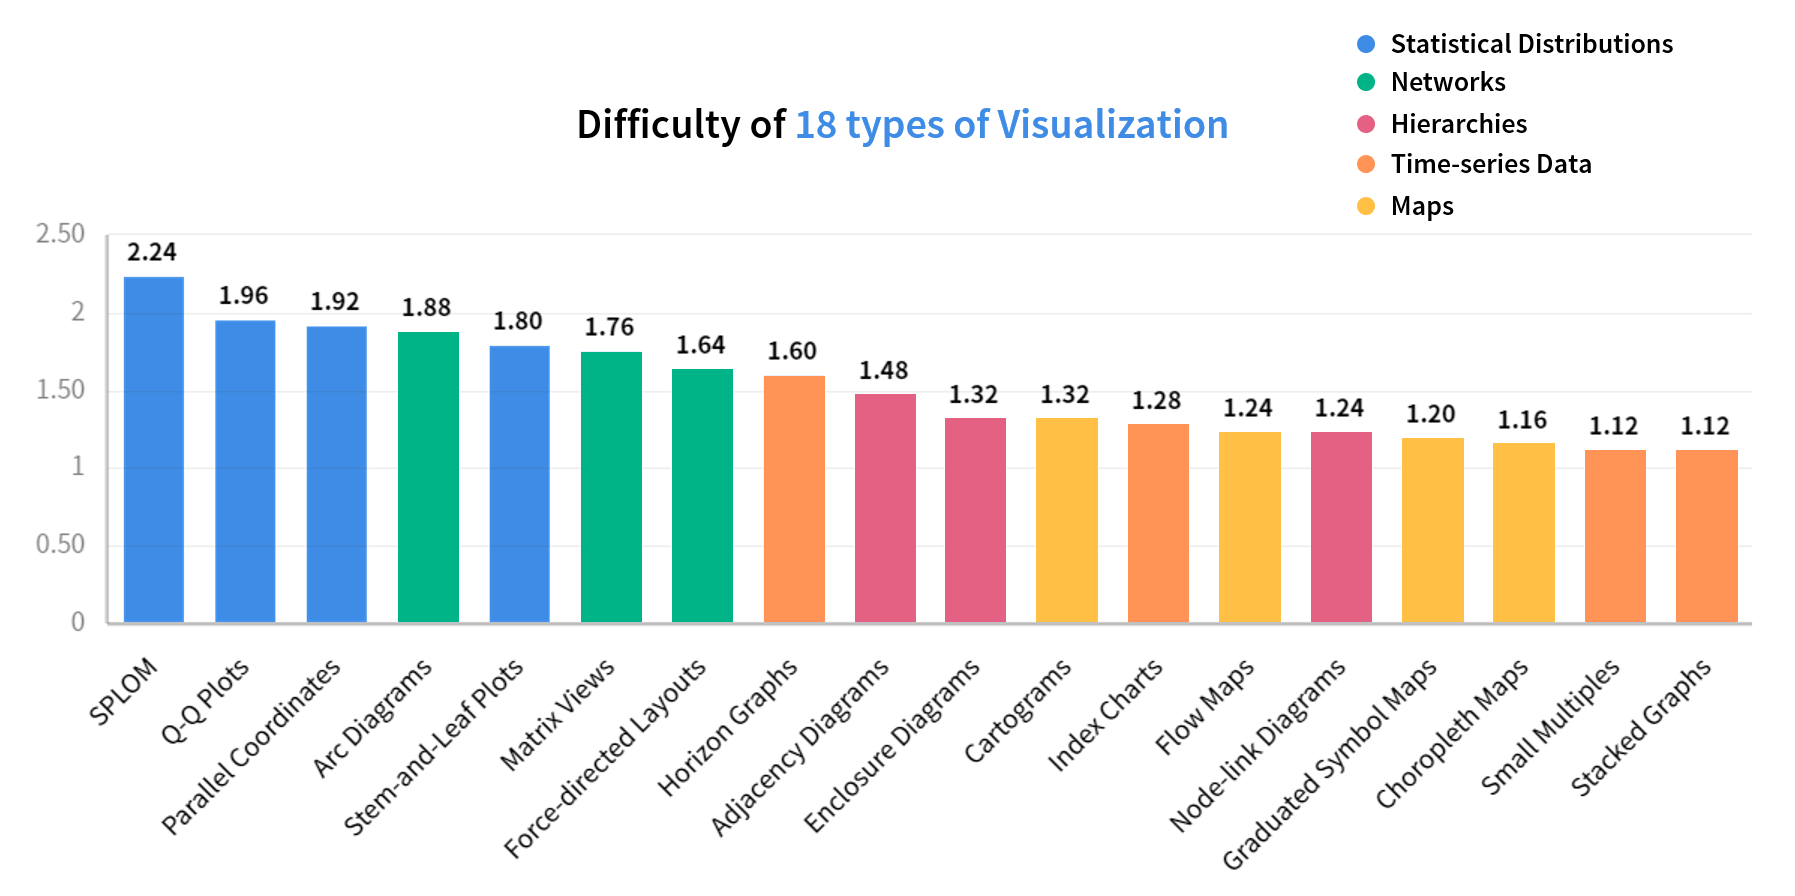 Statistical Distributions
Networks
Hierarchies
Time-series Data
Maps
Difficulty of 18 types of Visualization
2.50
2
1.50
1
0.50
0
2.24
1.96
1.92
1.88
1.80
1.76
1.64
1.60
1.48
1.32
1.32
1.28
1.24
1.24
1.20
1.16
1.12
1.12
SPLOM
Q-Q Plots
Parallel Coordinates
Arc Diagrams
Stem-and-Leaf Plots
Matrix Views
Force-directed Layouts
Horizon Graphs
Adjacency Diagrams
Enclosure Diagrams
Cartograms
Index Charts
Flow Maps
Node-link Diagrams
Graduated Symbol Maps
Choropleth Maps
Small Multiples
Stacked Graphs